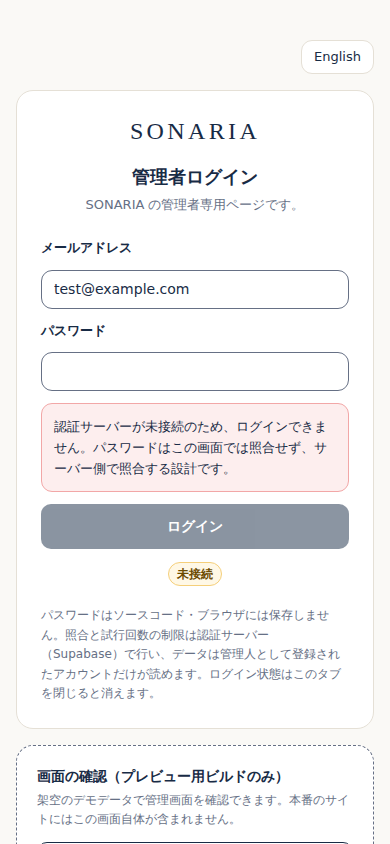 English
SONARIA
管理者ログイン
SONARIA の管理者専用ページです。
メールアドレス
test@example.com
パスワード
認証サーバーが未接続のため、ログインできま
せん。パスワードはこの画面では照合せず、サ
ーバー側で照合する設計です。
ログイン
未接続
パスワードはソースコード・ブラウザには保存しませ
ん。照合と試行回数の制限は認証サーバー
（Supabase）で行い、データは管理人として登録され
たアカウントだけが読めます。ログイン状態はこのタブ
を閉じると消えます。
画面の確認（プレビュー用ビルドのみ）
架空のデモデータで管理画面を確認できます。本番のサイ
トにはこの画面自体が含まれません。